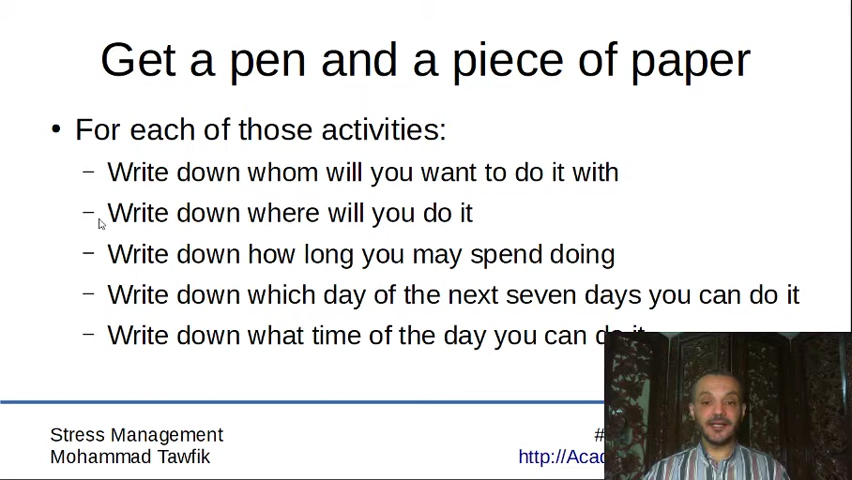 Get a pen and a piece of paper
• For each of those activities:
– Write down whom will you want to do it with
– Write down where will you do it
– Write down how long you may spend doing
– Write down which day of the next seven days you can do it
– Write down what time of the day you can do it
Stress Management
#
Mohammad Tawfik
http://Acad